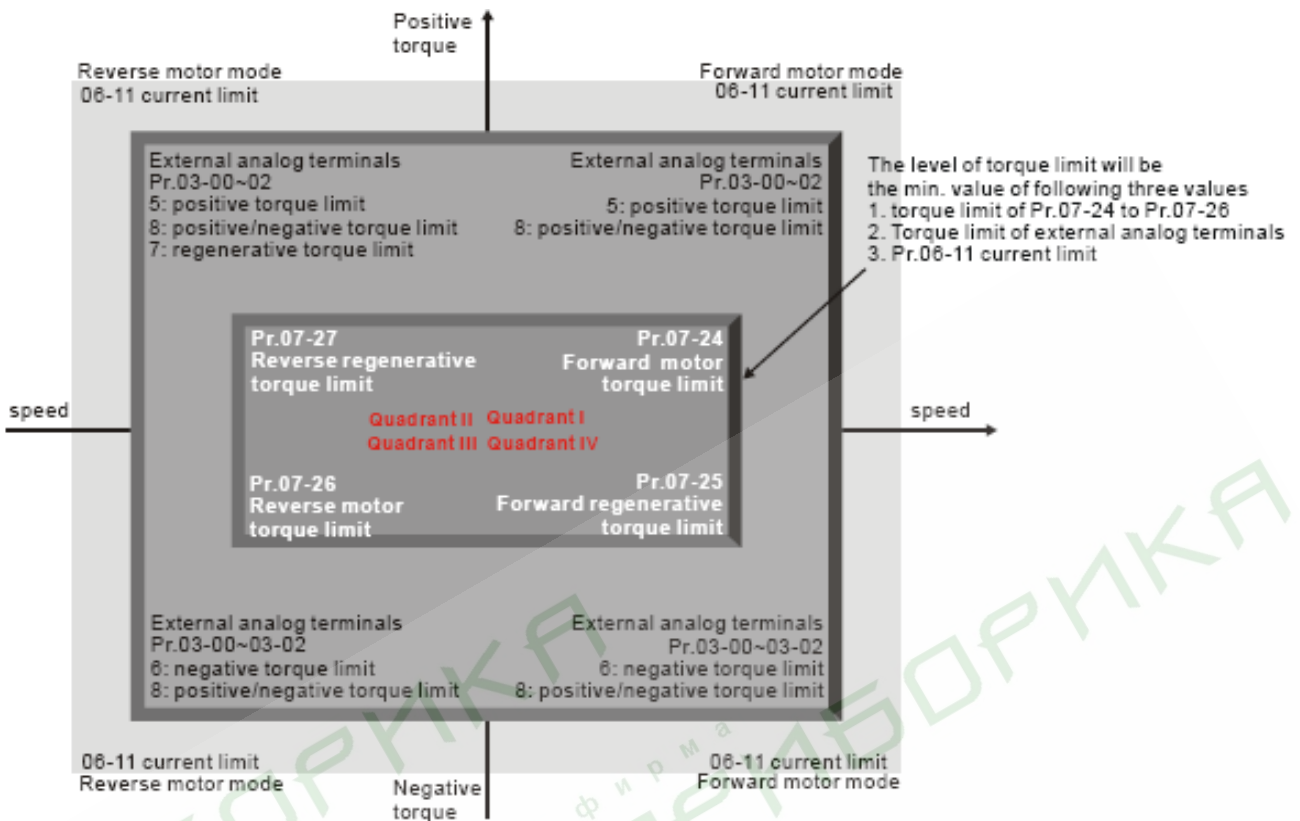 Positive
torque
Reverse motor mode
06-11 current limit
Forward motor mode
06-11 current limit
External analog terminals
Pr.03-00~02
5: positive torque limit
8: positive/negative torque limit
7: regenerative torque limit
External analog terminals
Pr.03-00~02
5: positive torque limit
8: positive/negative torque limit
The level of torque limit will be
the min. value of following three values
1. torque limit of Pr.07-24 to Pr.07-26
2. Torque limit of external analog terminals
3. Pr.06-11 current limit
Pr.07-27
Reverse regenerative
torque limit
Pr.07-24
Forward motor
torque limit
speed
Quadrant II Quadrant I
Quadrant III Quadrant IV
speed
Pr.07-26
Reverse motor
torque limit
Pr.07-25
Forward regenerative
torque limit
External analog terminals
Pr.03-00~03-02
6: negative torque limit
8: positive/negative torque limit
External analog terminals
Pr.03-00~03-02
6: negative torque limit
8: positive/negative torque limit
06-11 current limit
Reverse motor mode
06-11 current limit
Forward motor mode
Negative
torque
фирма